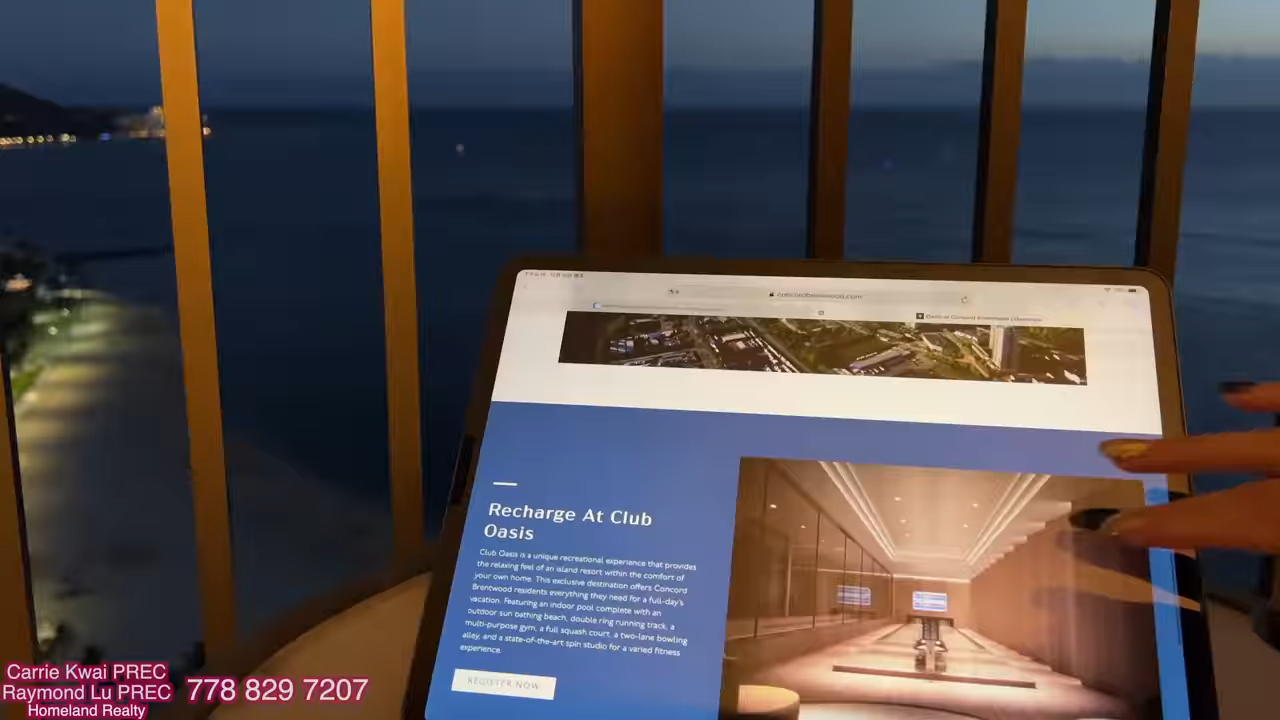 concordbrentwood.com
Recharge At Club
Oasis
Club Oasis is a unique recreational experience that provides
the relaxing feel of an island resort within the comfort of
your own home. This exclusive destination offers Concord
Brentwood residents everything they need for a full-day's
vacation. Featuring an indoor pool complete with an
outdoor sun bathing beach, double ring running track, a
multi-purpose gym, a full squash court, a two-lane bowling
alley, and a state-of-the-art spin studio for a varied fitness
experience.
REGISTER NOW
Carrie Kwai PREC
Raymond Lu PREC
Homeland Realty
778 829 7207